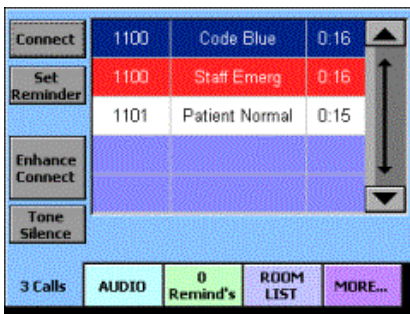 Connect 1100 Code Blue 0:16
Set Reminder 1100 Staff Emerg 0:16
1101 Patient Normal 0:15
Enhance
Connect
Tone
Silence
3 Calls AUDIO 0 Remind's ROOM LIST MORE...